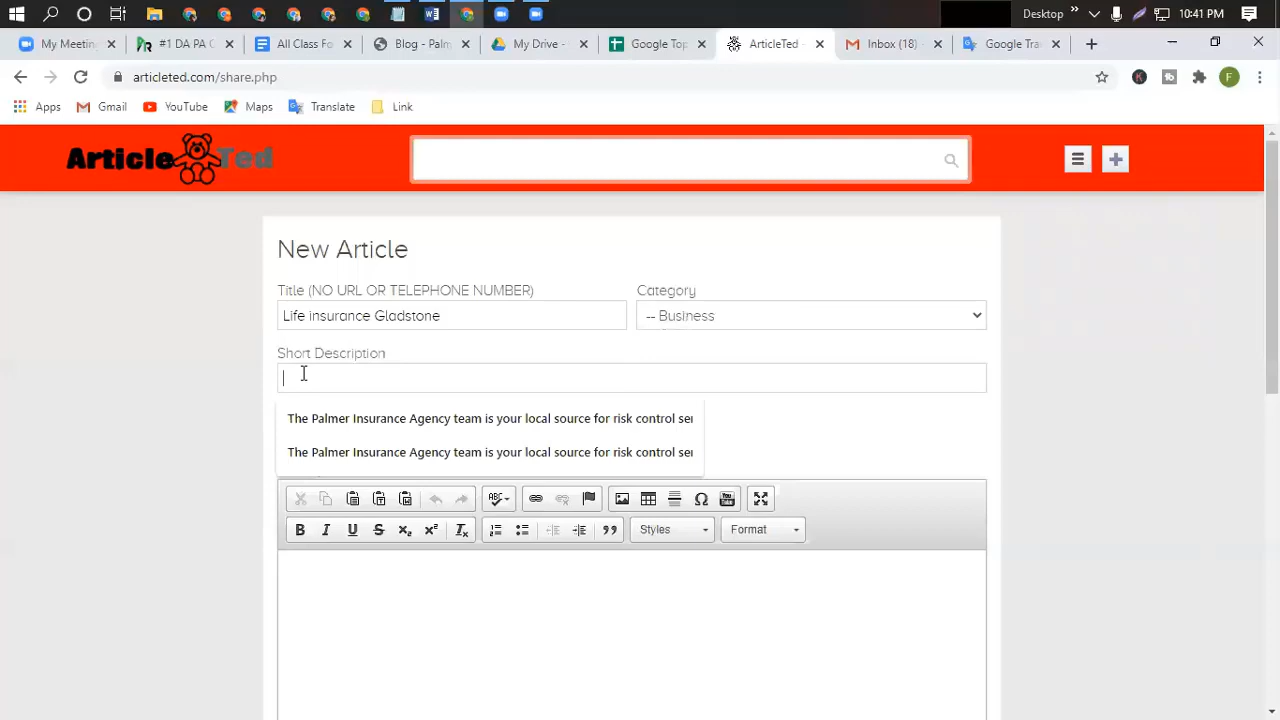 Desktop
10:41 PM
My Meetin
#1 DA PA C
All Class Fo
Blog - Palm
My Drive -
Google Top
ArticleTed -
Inbox (18) -
Google Tra
articleted.com/share.php
F
Apps
Gmail
YouTube
Maps
Translate
Link
Article Ted
New Article
Title (NO URL OR TELEPHONE NUMBER)
Category
Life insurance Gladstone
-- Business
Short Description
The Palmer Insurance Agency team is your local source for risk control ser
The Palmer Insurance Agency team is your local source for risk control ser
Styles
Format